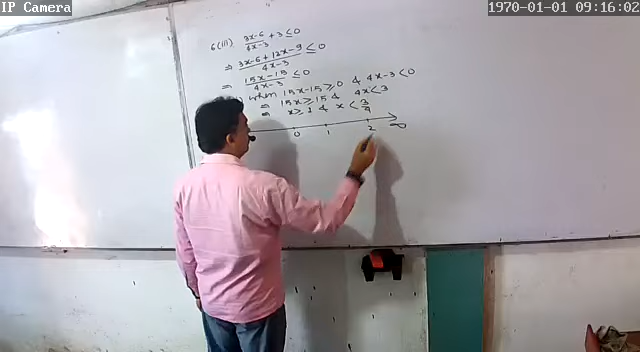 IP Camera
1970-01-01 09:16:02
6(iii) 3x-6/4x-3 + 3 ≤ 0
⇒ 3x-6+12x-9/4x-3 ≤ 0
⇒ 15x-15/4x-3 ≤ 0
when 15x-15 ≥ 0 & 4x-3 < 0
⇒ 15x ≥ 15 & 4x < 3
⇒ x ≥ 1 & x < 3/4
0 1 2 ∞